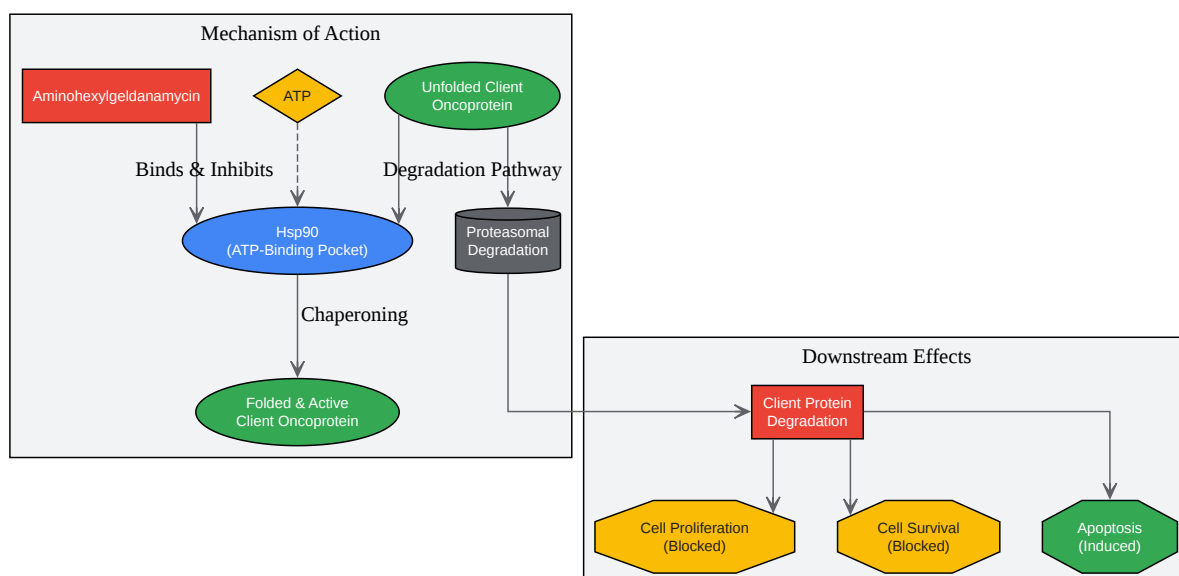 Mechanism of Action
Aminohexylgeldanamycin
ATP
Unfolded Client
Oncoprotein
Binds & Inhibits
Degradation Pathway
Hsp90
(ATP-Binding Pocket)
Proteasomal
Degradation
Chaperoning
Folded & Active
Client Oncoprotein
Downstream Effects
Client Protein
Degradation
Cell Proliferation
(Blocked)
Cell Survival
(Blocked)
Apoptosis
(Induced)